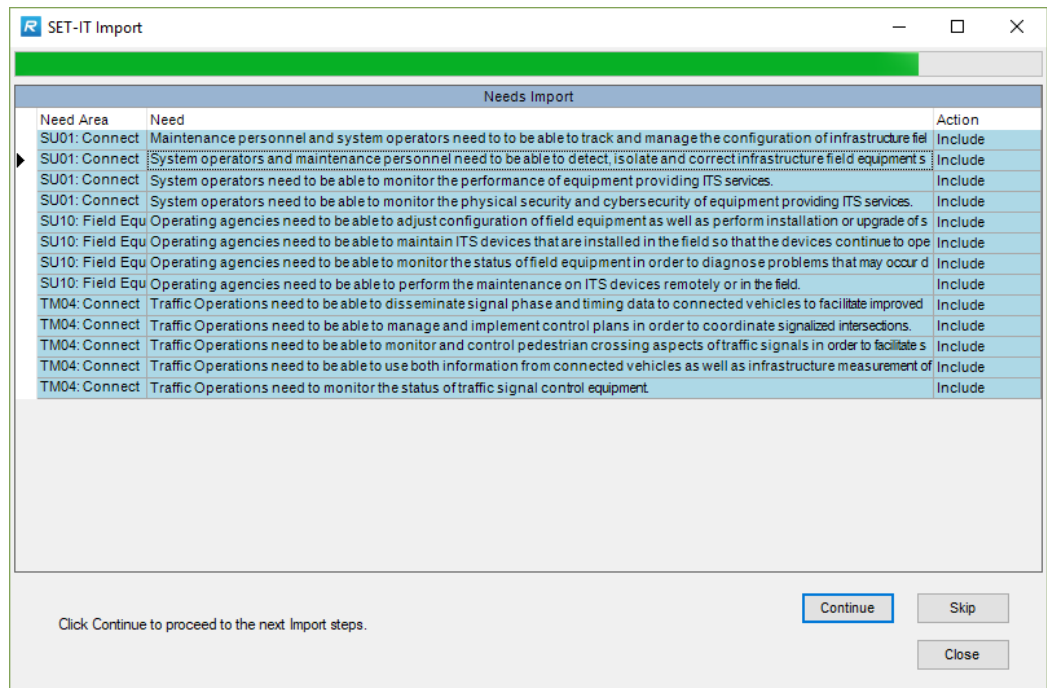 SET-IT Import
Needs Import
Need Area Need Action
SU01: Connect Maintenance personnel and system operators need to to be able to track and manage the configuration of infrastructure fiel Include
SU01: Connect System operators and maintenance personnel need to be able to detect, isolate and correct infrastructure field equipment s Include
SU01: Connect System operators need to be able to monitor the performance of equipment providing ITS services. Include
SU01: Connect System operators need to be able to monitor the physical security and cybersecurity of equipment providing ITS services. Include
SU10: Field Equ Operating agencies need to be able to adjust configuration of field equipment as well as perform installation or upgrade of s Include
SU10: Field Equ Operating agencies need to be able to maintain ITS devices that are installed in the field so that the devices continue to ope Include
SU10: Field Equ Operating agencies need to be able to monitor the status of field equipment in order to diagnose problems that may occur d Include
SU10: Field Equ Operating agencies need to be able to perform the maintenance on ITS devices remotely or in the field. Include
TM04: Connect Traffic Operations need to be able to disseminate signal phase and timing data to connected vehicles to facilitate improved Include
TM04: Connect Traffic Operations need to be able to manage and implement control plans in order to coordinate signalized intersections. Include
TM04: Connect Traffic Operations need to be able to monitor and control pedestrian crossing aspects of traffic signals in order to facilitate s Include
TM04: Connect Traffic Operations need to be able to use both information from connected vehicles as well as infrastructure measurement of Include
TM04: Connect Traffic Operations need to monitor the status of traffic signal control equipment. Include
Continue Skip
Click Continue to proceed to the next Import steps.
Close